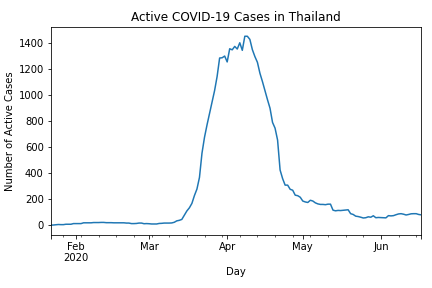 Active COVID-19 Cases in Thailand
Number of Active Cases
1400
1200
1000
800
600
400
200
0
Feb
2020
Mar
Apr
May
Jun
Day